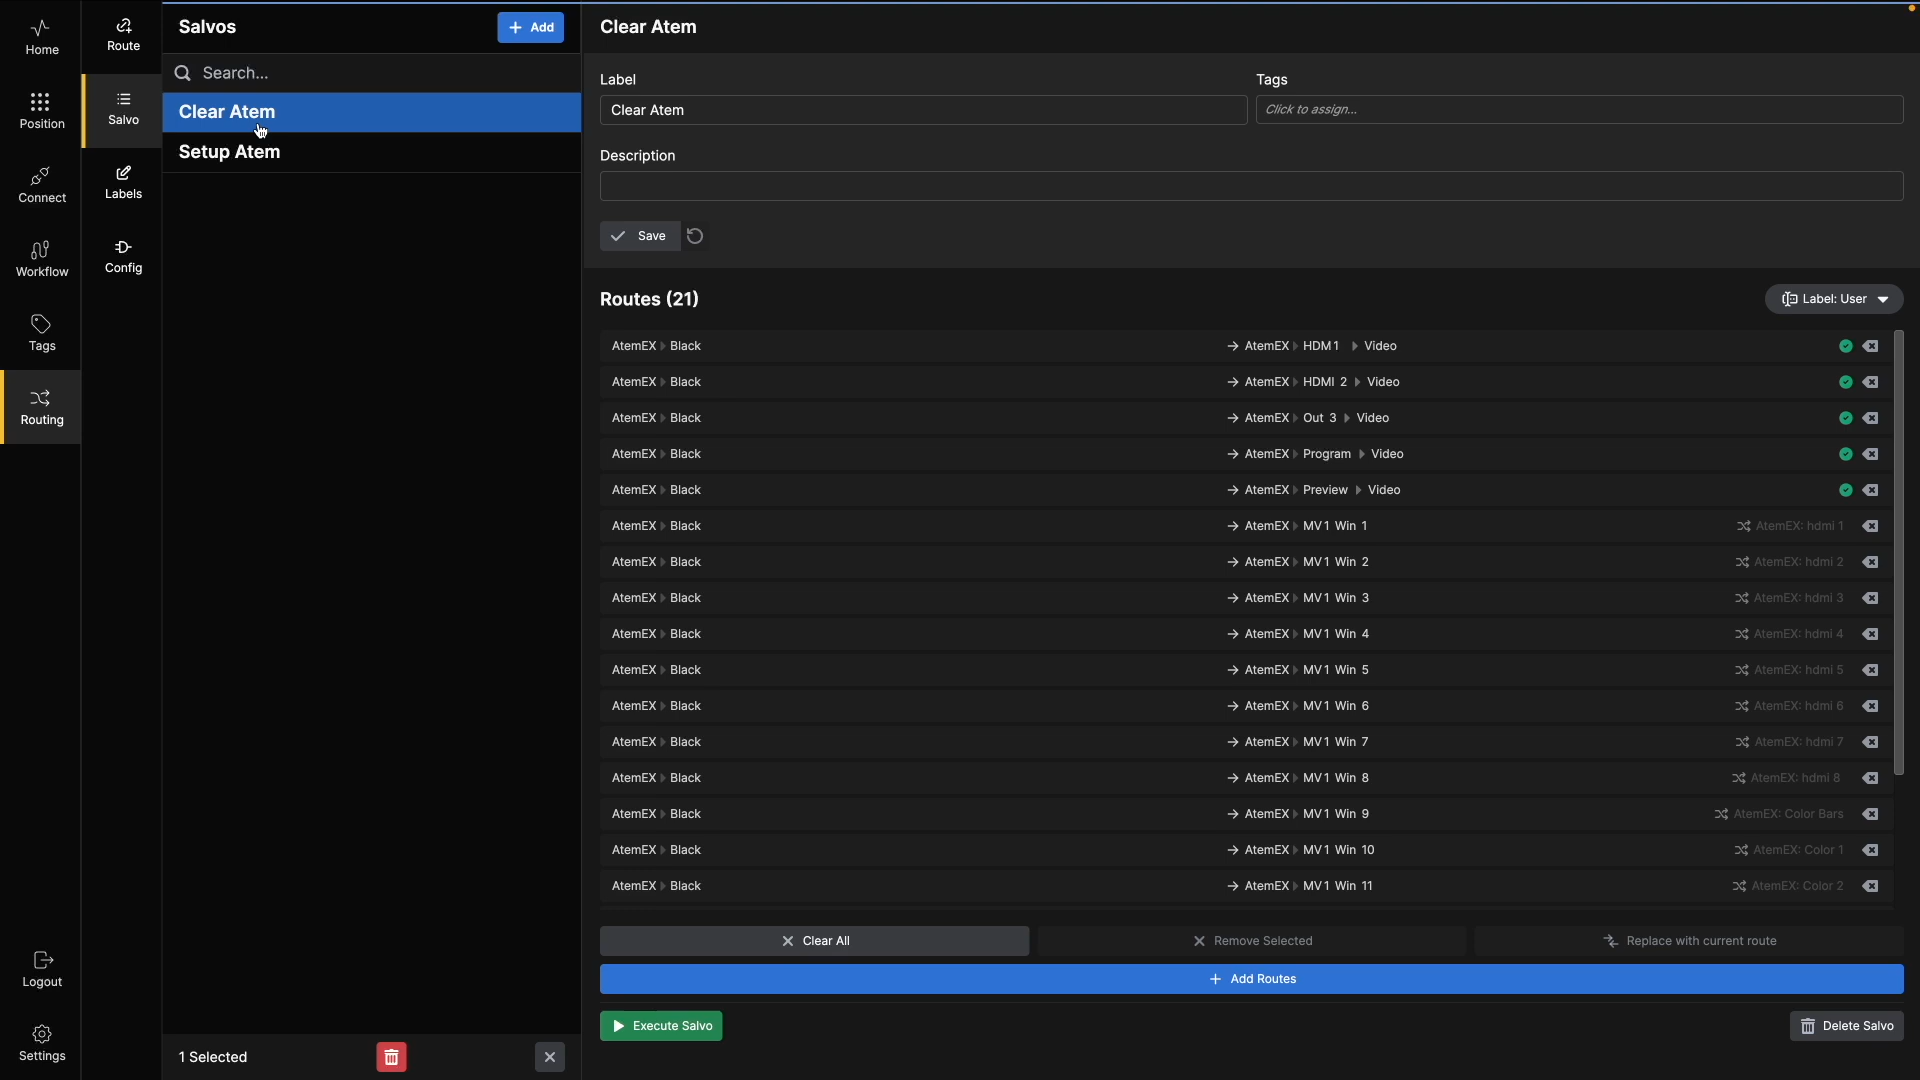 Home
Position
Connect
Workflow
Tags
Routing
Logout
Settings
Route
Salvo
Labels
Config
Salvos
Add
Search...
Clear Atem
Setup Atem
1 Selected
Clear Atem
Label
Tags
Clear Atem
Click to assign...
Description
Save
Routes (21)
Label: User
AtemEX Black AtemEX HDM1 Video
AtemEX Black AtemEX HDMI 2 Video
AtemEX Black AtemEX Out 3 Video
AtemEX Black AtemEX Program Video
AtemEX Black AtemEX Preview Video
AtemEX Black AtemEX MV1 Win 1 AtemEX: hdmi 1
AtemEX Black AtemEX MV1 Win 2 AtemEX: hdmi 2
AtemEX Black AtemEX MV1 Win 3 AtemEX: hdmi 3
AtemEX Black AtemEX MV1 Win 4 AtemEX: hdmi 4
AtemEX Black AtemEX MV1 Win 5 AtemEX: hdmi 5
AtemEX Black AtemEX MV1 Win 6 AtemEX: hdmi 6
AtemEX Black AtemEX MV1 Win 7 AtemEX: hdmi 7
AtemEX Black AtemEX MV1 Win 8 AtemEX: hdmi 8
AtemEX Black AtemEX MV1 Win 9 AtemEX: Color Bars
AtemEX Black AtemEX MV1 Win 10 AtemEX: Color 1
AtemEX Black AtemEX MV1 Win 11 AtemEX: Color 2
Clear All
Remove Selected
Replace with current route
Add Routes
Execute Salvo
Delete Salvo